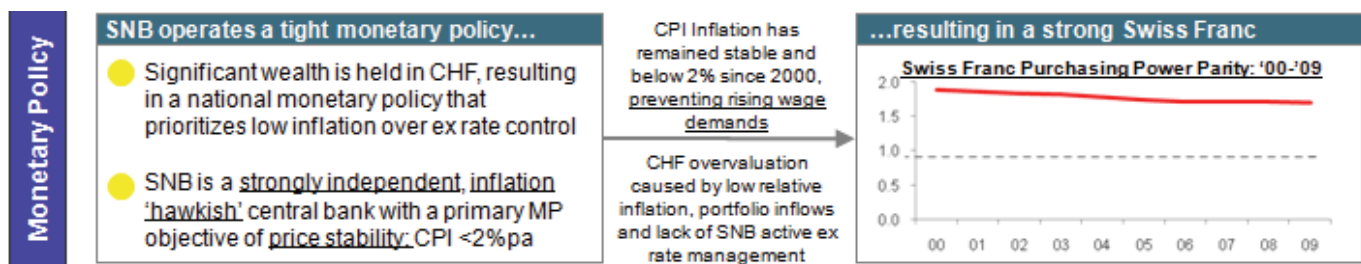 Monetary Policy
SNB operates a tight monetary policy…
Significant wealth is held in CHF, resulting
in a national monetary policy that
prioritizes low inflation over ex rate control
SNB is a strongly independent, inflation
‘hawkish’ central bank with a primary MP
objective of price stability: CPI <2%pa
CPI Inflation has
remained stable and
below 2% since 2000,
preventing rising wage
demands
CHF overvaluation
caused by low relative
inflation, portfolio inflows
and lack of SNB active ex
rate management
…resulting in a strong Swiss Franc
Swiss Franc Purchasing Power Parity: ‘00-’09
2.0
1.5
1.0
0.5
0.0
00 01 02 03 04 05 06 07 08 09